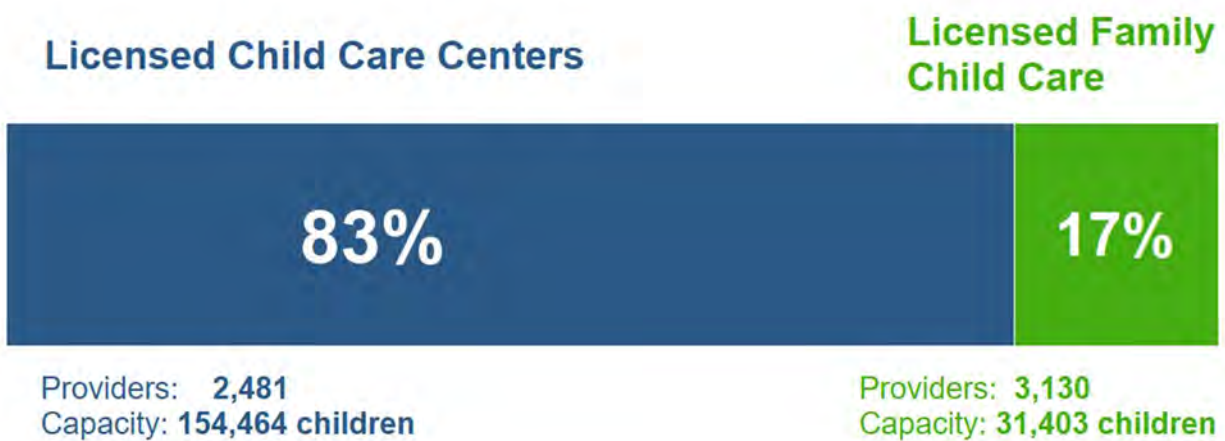 Licensed Child Care Centers
Licensed Family
Child Care
83%
17%
Providers: 2,481
Capacity: 154,464 children
Providers: 3,130
Capacity: 31,403 children